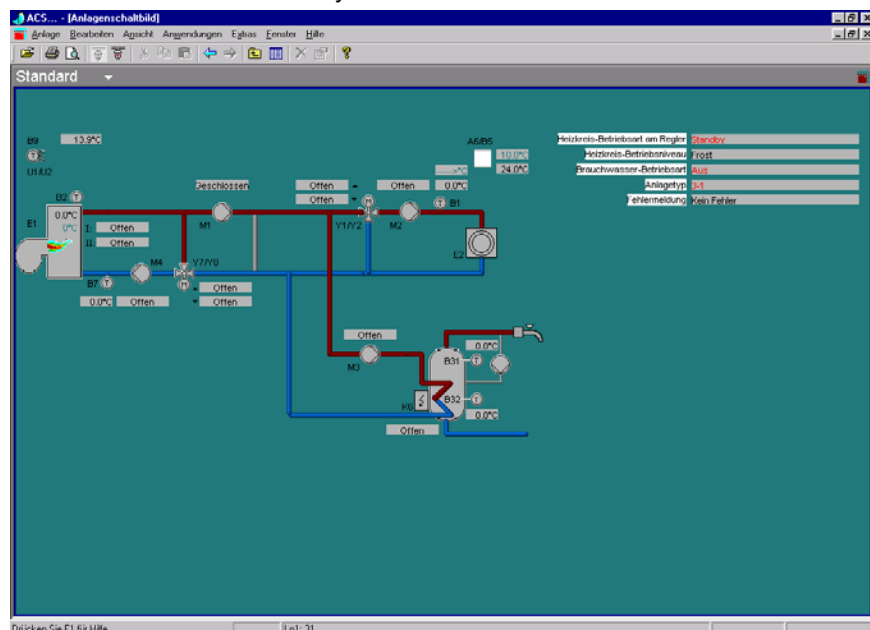 ACS... - [Anlagenschaltbild]
Anlage Bearbeiten Ansicht Anwendungen Extras Fenster Hilfe
Standard
B9 13.9°C
U1/U2
A6/B5
10.0°C
24.0°C
Heizkreis-Betriebsart am Regler Standby
Heizkreis-Betriebsniveau Frost
Brauchwasser-Betriebsart Aus
Anlagetyp 3-1
Fehlermeldung Kein Fehler
B2 T
Geschlossen
Offen Offen 0.0°C
Offen
M T B1
E1 0.0°C
0°C I: Offen
II: Offen
M1 Y1/Y2 M2
E2
M4 Y7/Y8
B7 T M Offen
0.0°C Offen Offen
Offen
M3
0.0°C
B31 T
K6 B32 T
0.0°C
Offen
Drücken Sie F1 für Hilfe Ln1: 31